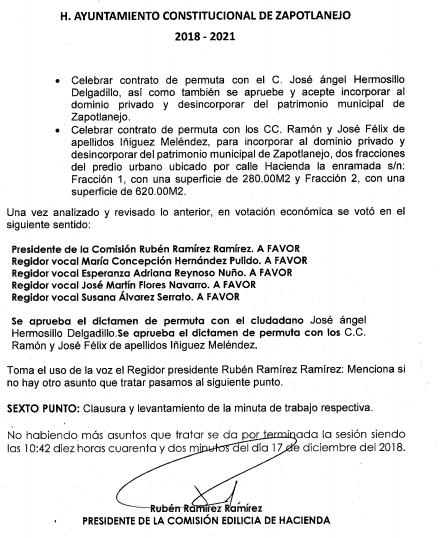 H. AYUNTAMIENTO CONSTITUCIONAL DE ZAPOTLANEJO
2018 - 2021
• Celebrar contrato de permuta con el C. José ángel Hermosillo
Delgadillo, así como también se apruebe y acepte incorporar al
dominio privado y desincorporar del patrimonio municipal de
Zapotlanejo.
• Celebrar contrato de permuta con los CC. Ramón y José Félix de
apellidos Iñiguez Meléndez, para incorporar al dominio privado y
desincorporar del patrimonio municipal de Zapotlanejo, dos fracciones
del predio urbano ubicado por calle Hacienda la enramada s/n:
Fracción 1, con una superficie de 280.00M2 y Fracción 2, con una
superficie de 620.00M2.
Una vez analizado y revisado lo anterior, en votación económica se votó en el
siguiente sentido:
Presidente de la Comisión Rubén Ramírez Ramírez. A FAVOR
Regidor vocal María Concepción Hernández Pulido. A FAVOR
Regidor vocal Esperanza Adriana Reynoso Nuño. A FAVOR
Regidor vocal José Martín Flores Navarro. A FAVOR
Regidor vocal Susana Álvarez Serrato. A FAVOR
Se aprueba el dictamen de permuta con el ciudadano José ángel
Hermosillo Delgadillo.Se aprueba el dictamen de permuta con los C.C.
Ramón y José Félix de apellidos Iñiguez Meléndez.
Toma el uso de la voz el Regidor presidente Rubén Ramírez Ramírez: Menciona si
no hay otro asunto que tratar pasamos al siguiente punto.
SEXTO PUNTO: Clausura y levantamiento de la minuta de trabajo respectiva.
No habiendo más asuntos que tratar se da por terminada la sesión siendo
las 10:42 diez horas cuarenta y dos minutos del día 17 de diciembre del 2018.
Rubén Ramírez Ramírez
PRESIDENTE DE LA COMISIÓN EDILICIA DE HACIENDA